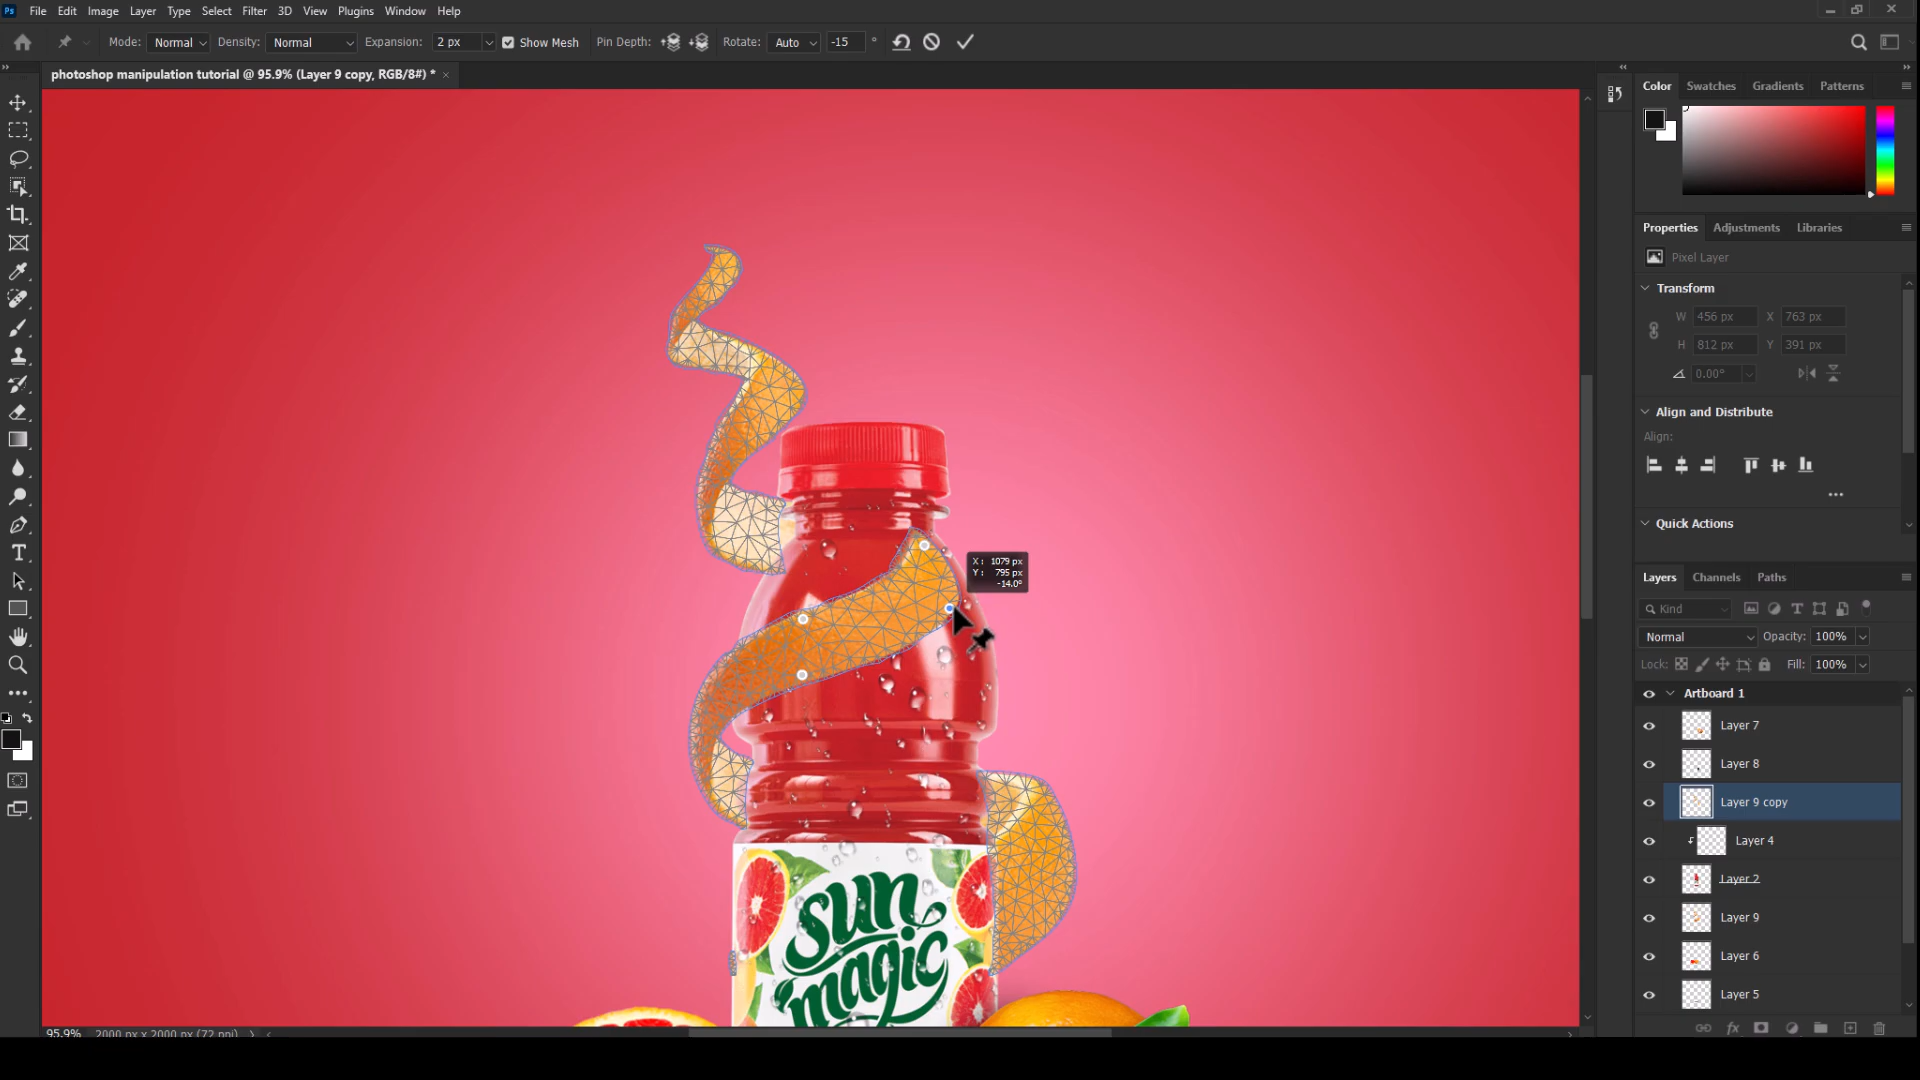 Ps File Edit Image Layer Type Select Filter 3D View Plugins Window Help
Mode: Normal Density: Normal Expansion: 2 px Show Mesh Pin Depth: Rotate: Auto -15 °
photoshop manipulation tutorial @ 95.9% (Layer 9 copy, RGB/8#) * ×
Color Swatches Gradients Patterns
Properties Adjustments Libraries
Pixel Layer
Transform
W 456 px X 763 px
H 812 px Y 391 px
0.00°
Align and Distribute
Align:
Quick Actions
X: 1079 px
Y: 795 px
-14.0°
Layers Channels Paths
Kind
Normal Opacity: 100%
Lock: Fill: 100%
Artboard 1
Layer 7
Layer 8
Layer 9 copy
Layer 4
Layer 2
Layer 9
Layer 6
Layer 5
sun
magic
95.9% 2000 px x 2000 px (72 ppi)